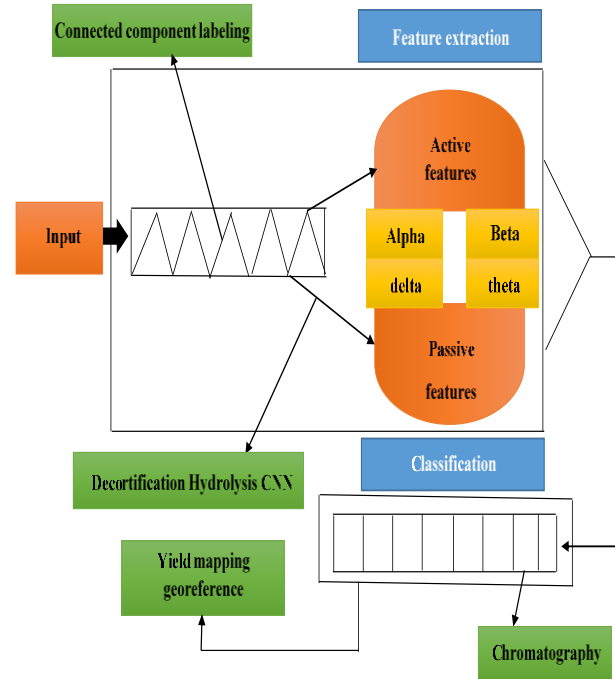 Connected component labeling
Feature extraction
Active
features
Input
Alpha
Beta
delta
theta
Passive
features
Decortification Hydrolysis CNN
Classification
Yield mapping
georeference
Chromatography